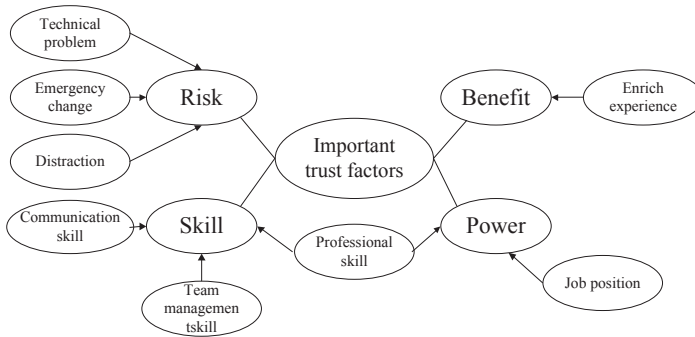 Technical
problem
Emergency
change
Risk
Distraction
Benefit
Enrich
experience
Important
trust factors
Communication
skill
Skill
Professional
skill
Power
Team
managemen
tskill
Job position